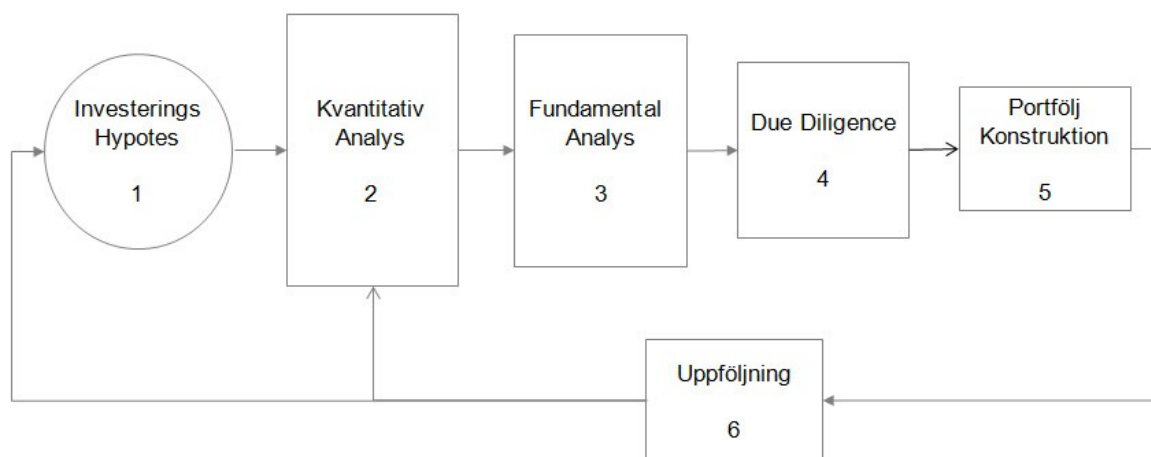 Investerings
Hypotes
1
Kvantitativ
Analys
2
Fundamental
Analys
3
Due Diligence
4
Portfölj
Konstruktion
5
Uppföljning
6